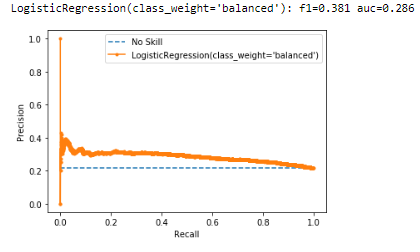 LogisticRegression(class_weight='balanced'): f1=0.381 auc=0.286
No Skill
LogisticRegression(class_weight='balanced')
1.0
0.8
0.6
0.4
0.2
0.0
Precision
0.0 0.2 0.4 0.6 0.8 1.0
Recall